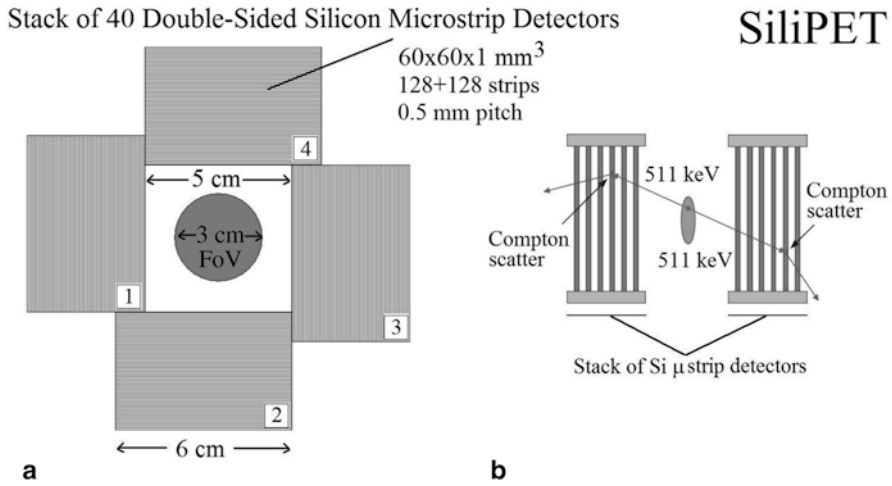 Stack of 40 Double-Sided Silicon Microstrip Detectors
SiliPET
60x60x1 mm³
128+128 strips
0.5 mm pitch
4
5 cm
3 cm
FoV
1
3
2
6 cm
a
511 keV
Compton
scatter
Compton
scatter
511 keV
Stack of Si μ strip detectors
b